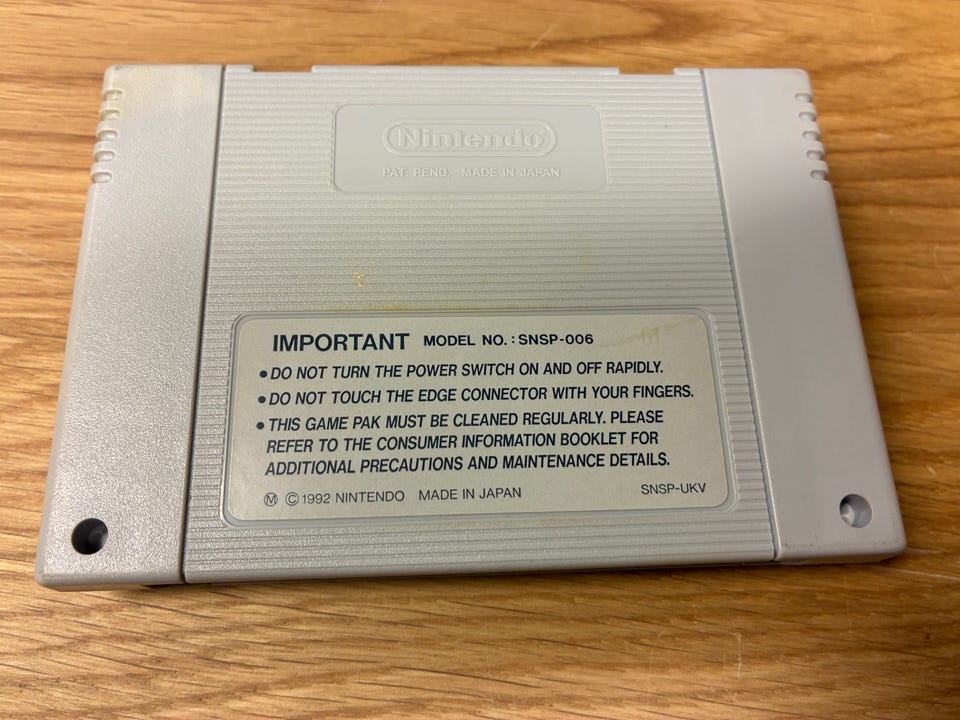 Nintendo®
PAT. PEND. MADE IN JAPAN
IMPORTANT MODEL NO. : SNSP-006
• DO NOT TURN THE POWER SWITCH ON AND OFF RAPIDLY.
• DO NOT TOUCH THE EDGE CONNECTOR WITH YOUR FINGERS.
• THIS GAME PAK MUST BE CLEANED REGULARLY. PLEASE
REFER TO THE CONSUMER INFORMATION BOOKLET FOR
ADDITIONAL PRECAUTIONS AND MAINTENANCE DETAILS.
Ⓜ ©1992 NINTENDO MADE IN JAPAN SNSP-UKV